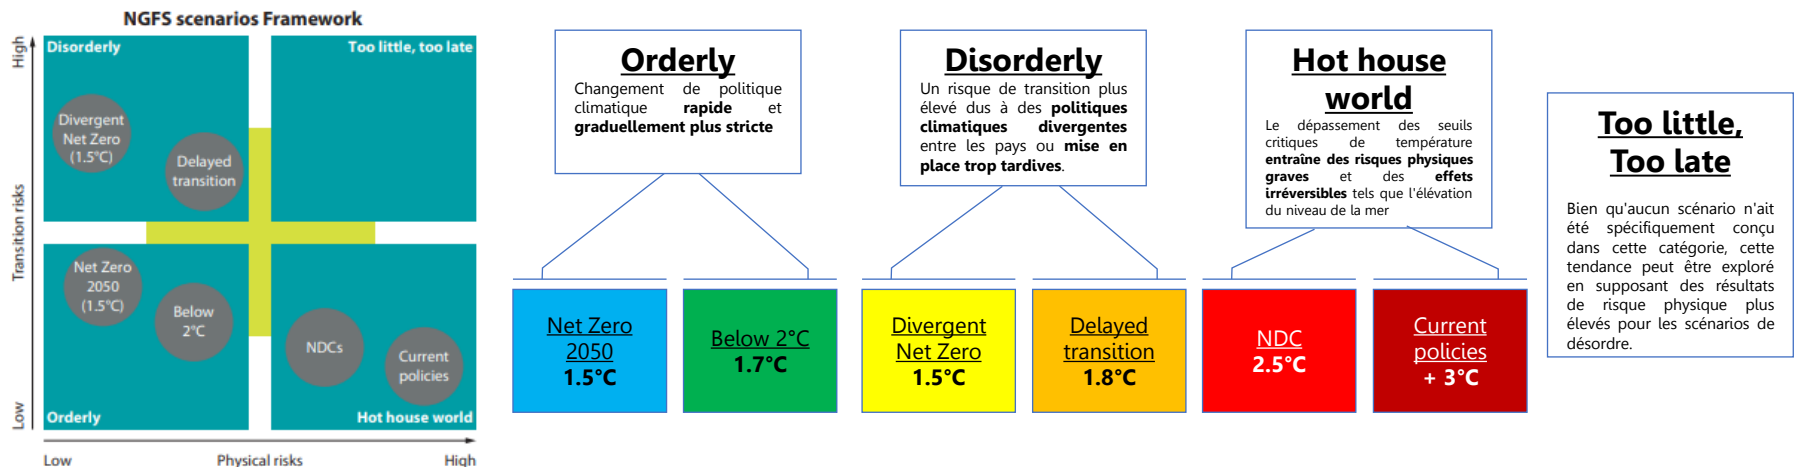 NGFS scenarios Framework
High
Transition risks
Low
Disorderly
Too little, too late
Divergent
Net Zero
(1.5°C)
Delayed
transition
Net Zero
2050
(1.5°C)
Below
2°C
NDCs
Current
policies
Orderly
Hot house world
Low
Physical risks
High
Orderly
Changement de politique
climatique rapide et
graduellement plus stricte
Disorderly
Un risque de transition plus
élevé dus à des politiques
climatiques divergentes
entre les pays ou mise en
place trop tardives.
Hot house
world
Le dépassement des seuils
critiques de température
entraîne des risques physiques
graves et des effets
irréversibles tels que l'élévation
du niveau de la mer
Too little,
Too late
Bien qu'aucun scénario n'ait
été spécifiquement conçu
dans cette catégorie, cette
tendance peut être exploré
en supposant des résultats
de risque physique plus
élevés pour les scénarios de
désordre.
Net Zero
2050
1.5°C
Below 2°C
1.7°C
Divergent
Net Zero
1.5°C
Delayed
transition
1.8°C
NDC
2.5°C
Current
policies
+ 3°C